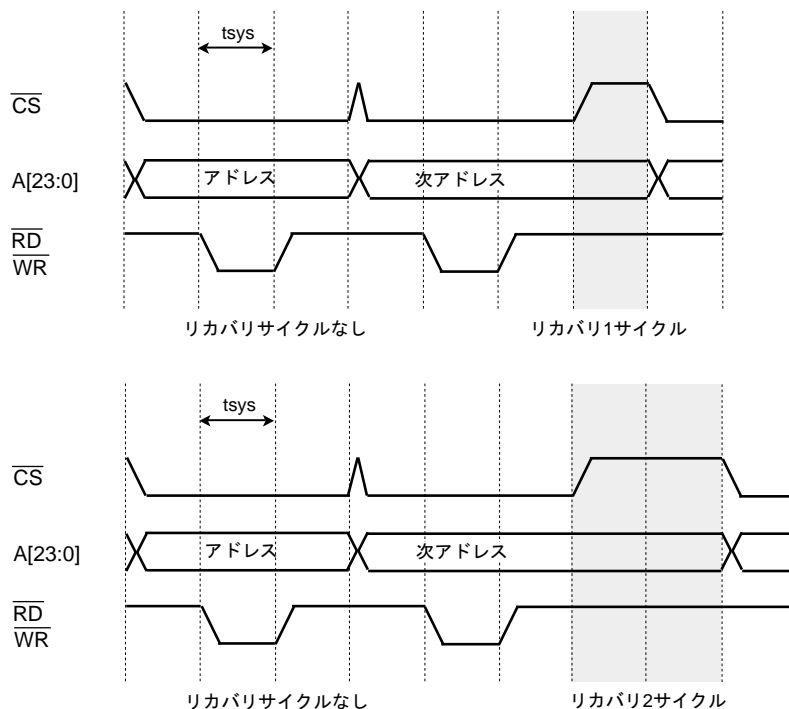 tsys
CS
A[23:0]
アドレス
次アドレス
RD
WR
リカバリサイクルなし
リカバリ1サイクル
tsys
CS
A[23:0]
アドレス
次アドレス
RD
WR
リカバリサイクルなし
リカバリ2サイクル